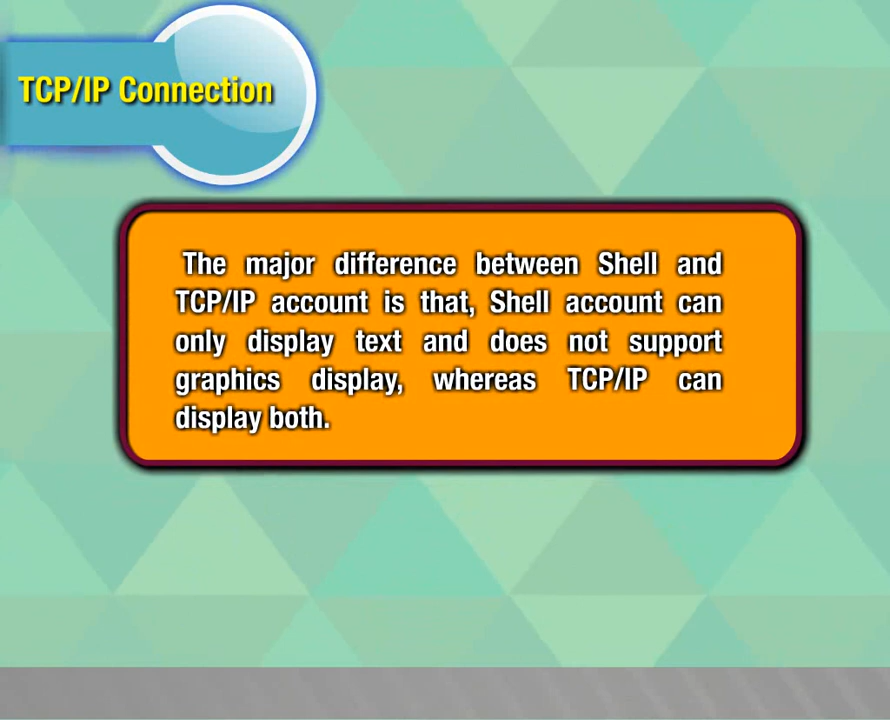 TCP/IP Connection
The major difference between Shell and
TCP/IP account is that, Shell account can
only display text and does not support
graphics display, whereas TCP/IP can
display both.